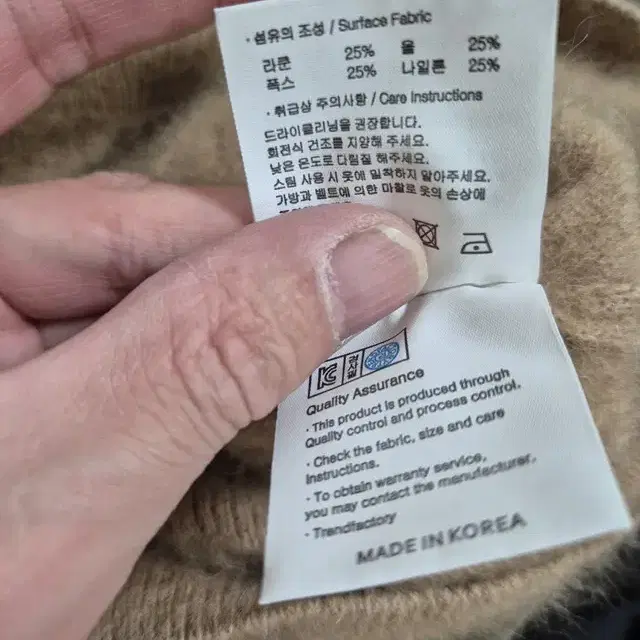 · 섬유의 조성 / Surface Fabric
라쿤 25% 울 25%
폭스 25% 나일론 25%
· 취급상 주의사항 / Care Instructions
드라이클리닝을 권장합니다.
회전식 건조를 지양해 주세요.
낮은 온도로 다림질 해주세요.
스팀 사용 시 옷에 밀착하지 말아주세요.
가방과 벨트에 의한 마찰로 옷의 손상에
Quality Assurance
· This product is produced through
Quality control and process control.
· Check the fabric, size and care
instructions.
· To obtain warranty service,
you may contact the manufacturer.
· Trendfactory
MADE IN KOREA